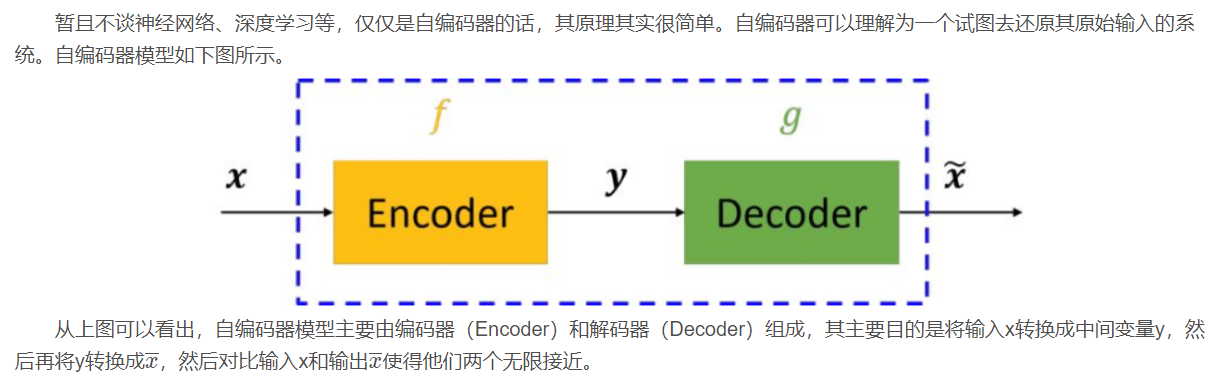 暂且不谈神经网络、深度学习等，仅仅是自编码器的话，其原理其实很简单。自编码器可以理解为一个试图去还原其原始输入的系
统。自编码器模型如下图所示。
f
g
x
y
x̃
Encoder
Decoder
从上图可以看出，自编码器模型主要由编码器（Encoder）和解码器（Decoder）组成，其主要目的是将输入x转换成中间变量y，然
后再将y转换成x̅，然后对比输入x和输出x̅使得他们两个无限接近。